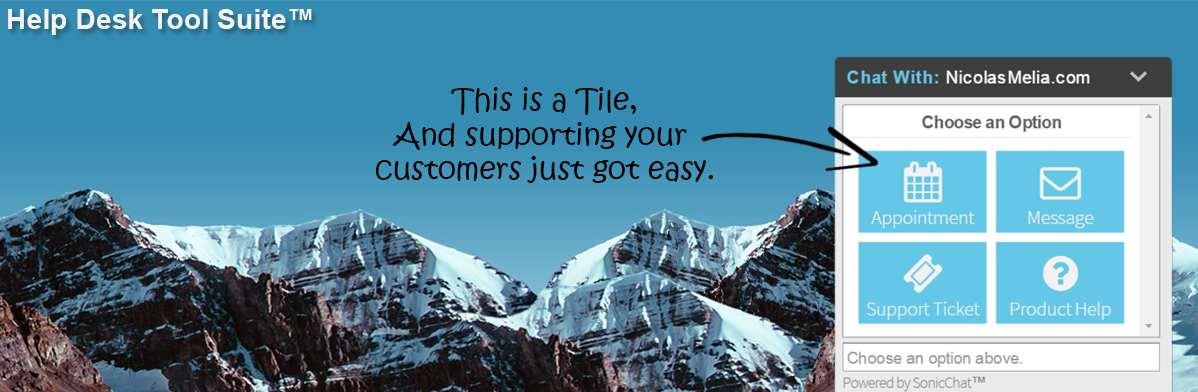 Help Desk Tool Suite™
This is a Tile,
And supporting your
customers just got easy.
Chat With: NicolasMelia.com
Choose an Option
Appointment
Message
Support Ticket
Product Help
Choose an option above.
Powered by SonicChat™